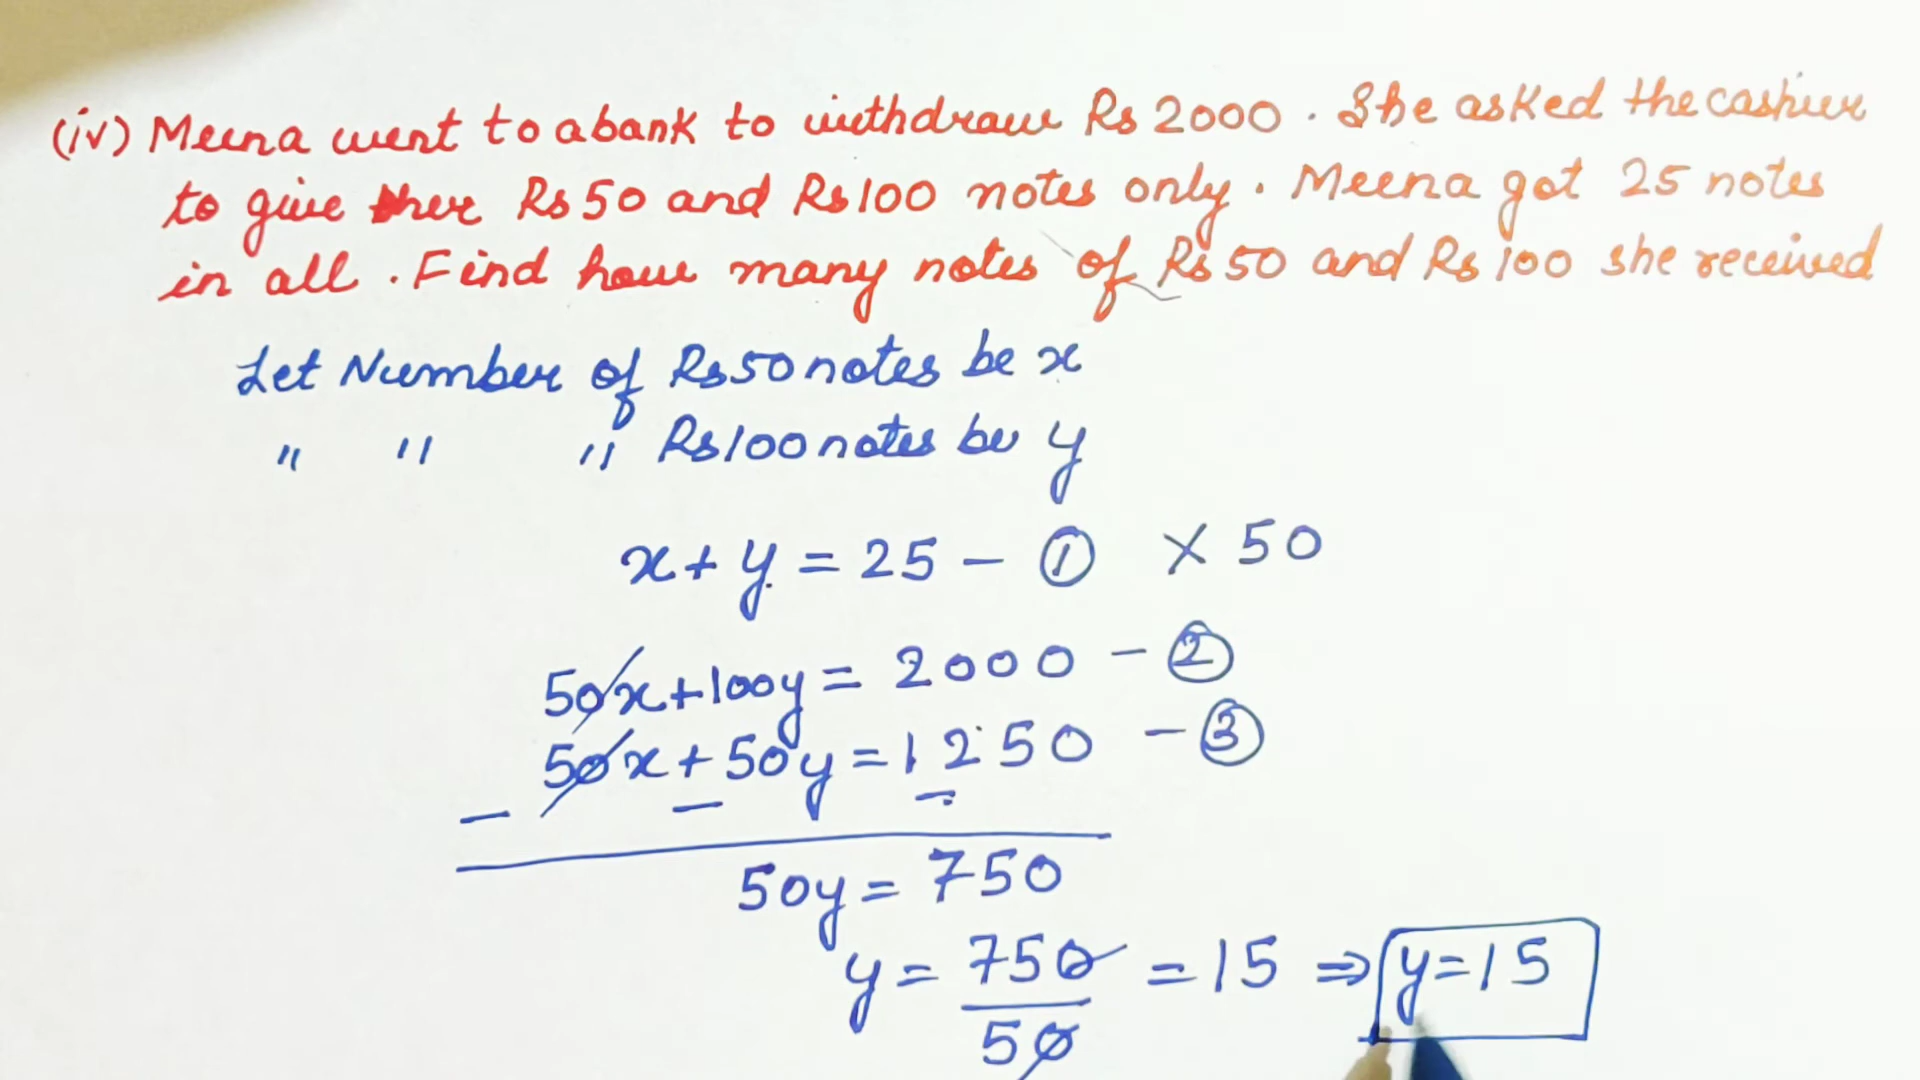 (iv) Meena went to a bank to withdraw Rs 2000. She asked the cashier
to give her Rs 50 and Rs 100 notes only. Meena got 25 notes
in all. Find how many notes of Rs 50 and Rs 100 she received
Let Number of Rs 50 notes be x
" " " Rs 100 notes be y
x + y = 25 - ① × 50
50x + 100y = 2000 - ②
50x + 50y = 1250 - ③
- - -
50y = 750
y = 750/50 = 15 ⇒ y = 15